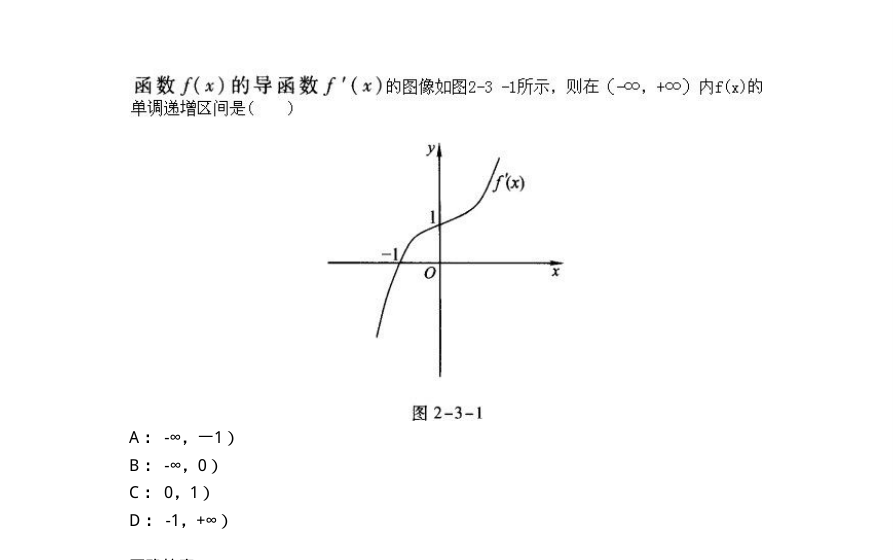 函数 f(x) 的导函数 f ′(x)的图像如图2-3 -1所示，则在（-∞，+∞）内f(x)的
单调递增区间是(　　)
y
f′(x)
1
-1
O
x
图 2-3-1
A： -∞，一1）
B： -∞，0）
C： 0，1）
D： -1，+∞）